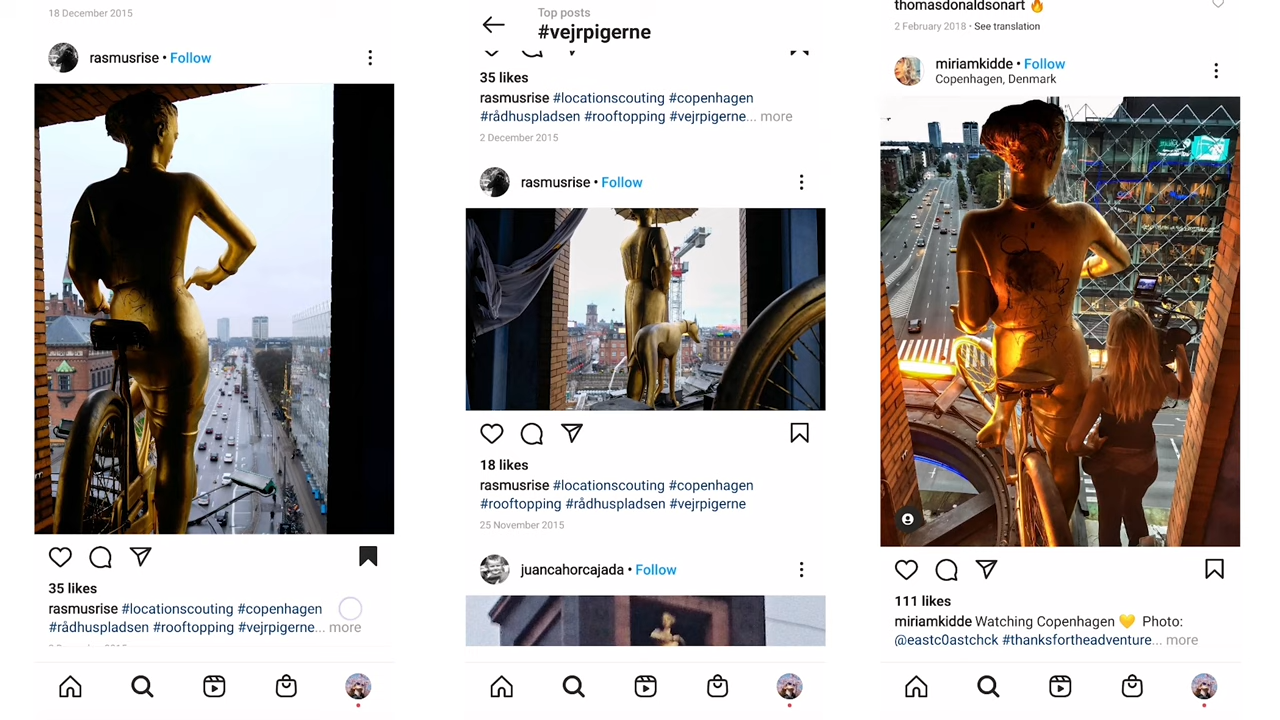 18 December 2015
rasmusrise • Follow
35 likes
rasmusrise #locationscouting #copenhagen
#rådhuspladsen #rooftopping #vejrpigerne... more
Top posts
#vejrpigerne
35 likes
rasmusrise #locationscouting #copenhagen
#rådhuspladsen #rooftopping #vejrpigerne... more
2 December 2015
rasmusrise • Follow
18 likes
rasmusrise #locationscouting #copenhagen
#rooftopping #rådhuspladsen #vejrpigerne
25 November 2015
juancahorcajada • Follow
thomasdonaldsonart 🔥
2 February 2018 • See translation
miriamkidde • Follow
Copenhagen, Denmark
111 likes
miriamkidde Watching Copenhagen 💛 Photo:
@eastc0astchck #thanksfortheadventure... more